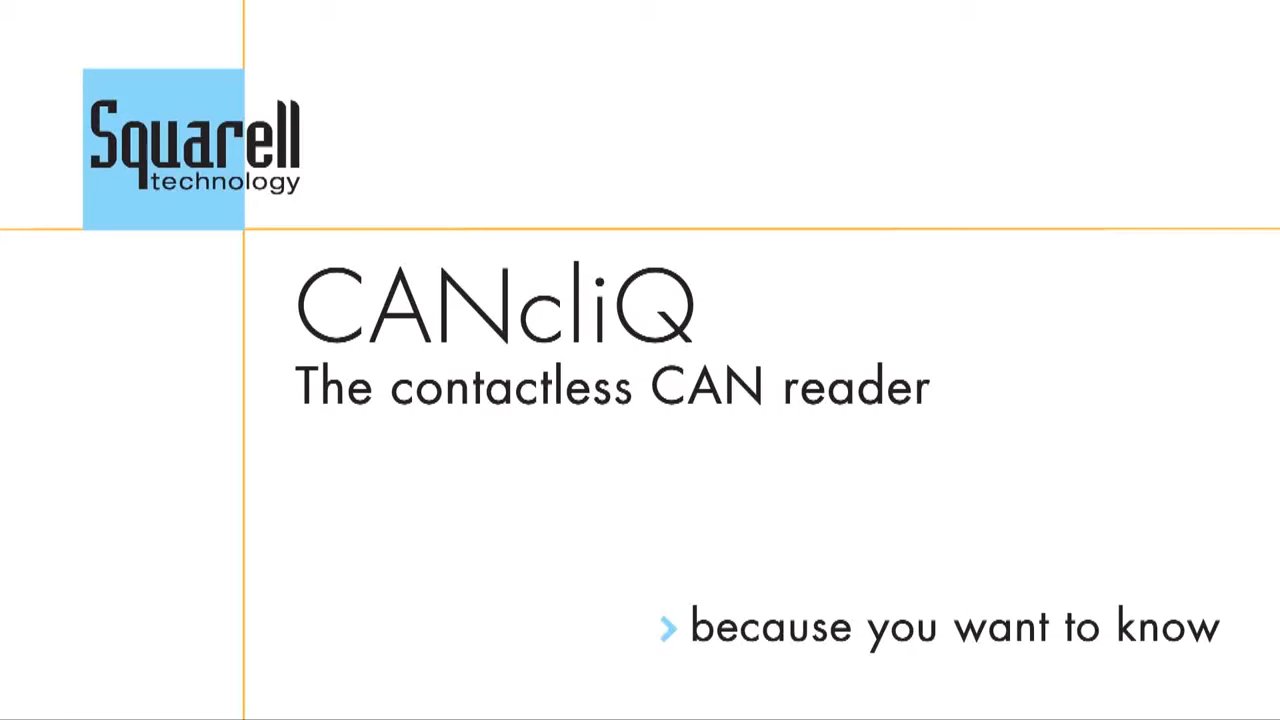 Squarell
technology
CANcliQ
The contactless CAN reader
because you want to know